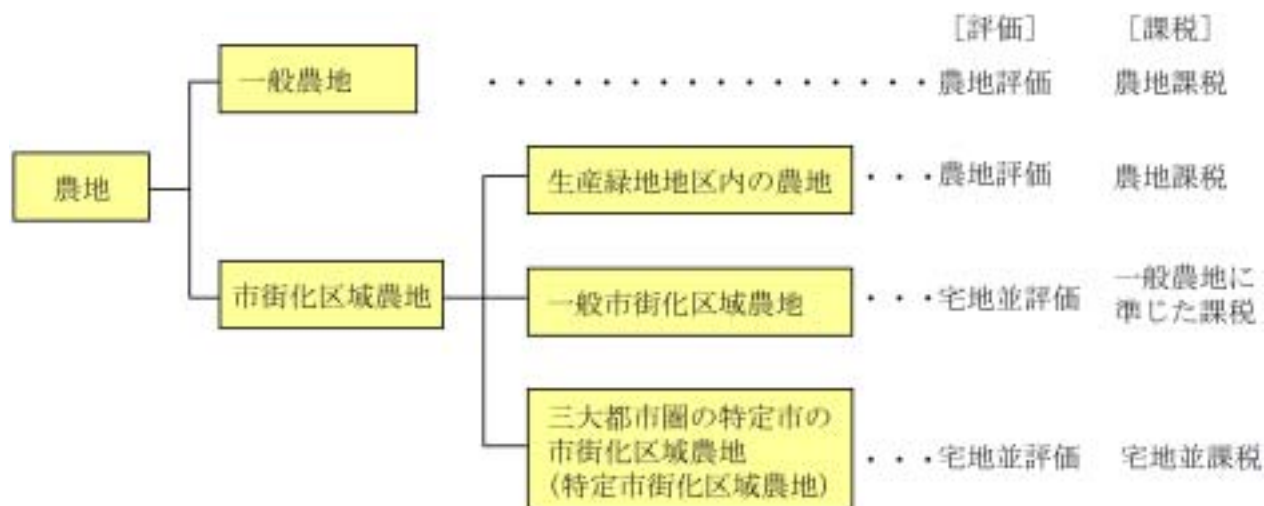 ［評価］ ［課税］
一般農地 ・・・・・・・・・・・・・・・・農地評価 農地課税
農地
生産緑地地区内の農地 ・・・農地評価 農地課税
市街化区域農地
一般市街化区域農地 ・・・宅地並評価
一般農地に
準じた課税
三大都市圏の特定市の
市街化区域農地
(特定市街化区域農地)
・・・宅地並評価 宅地並課税